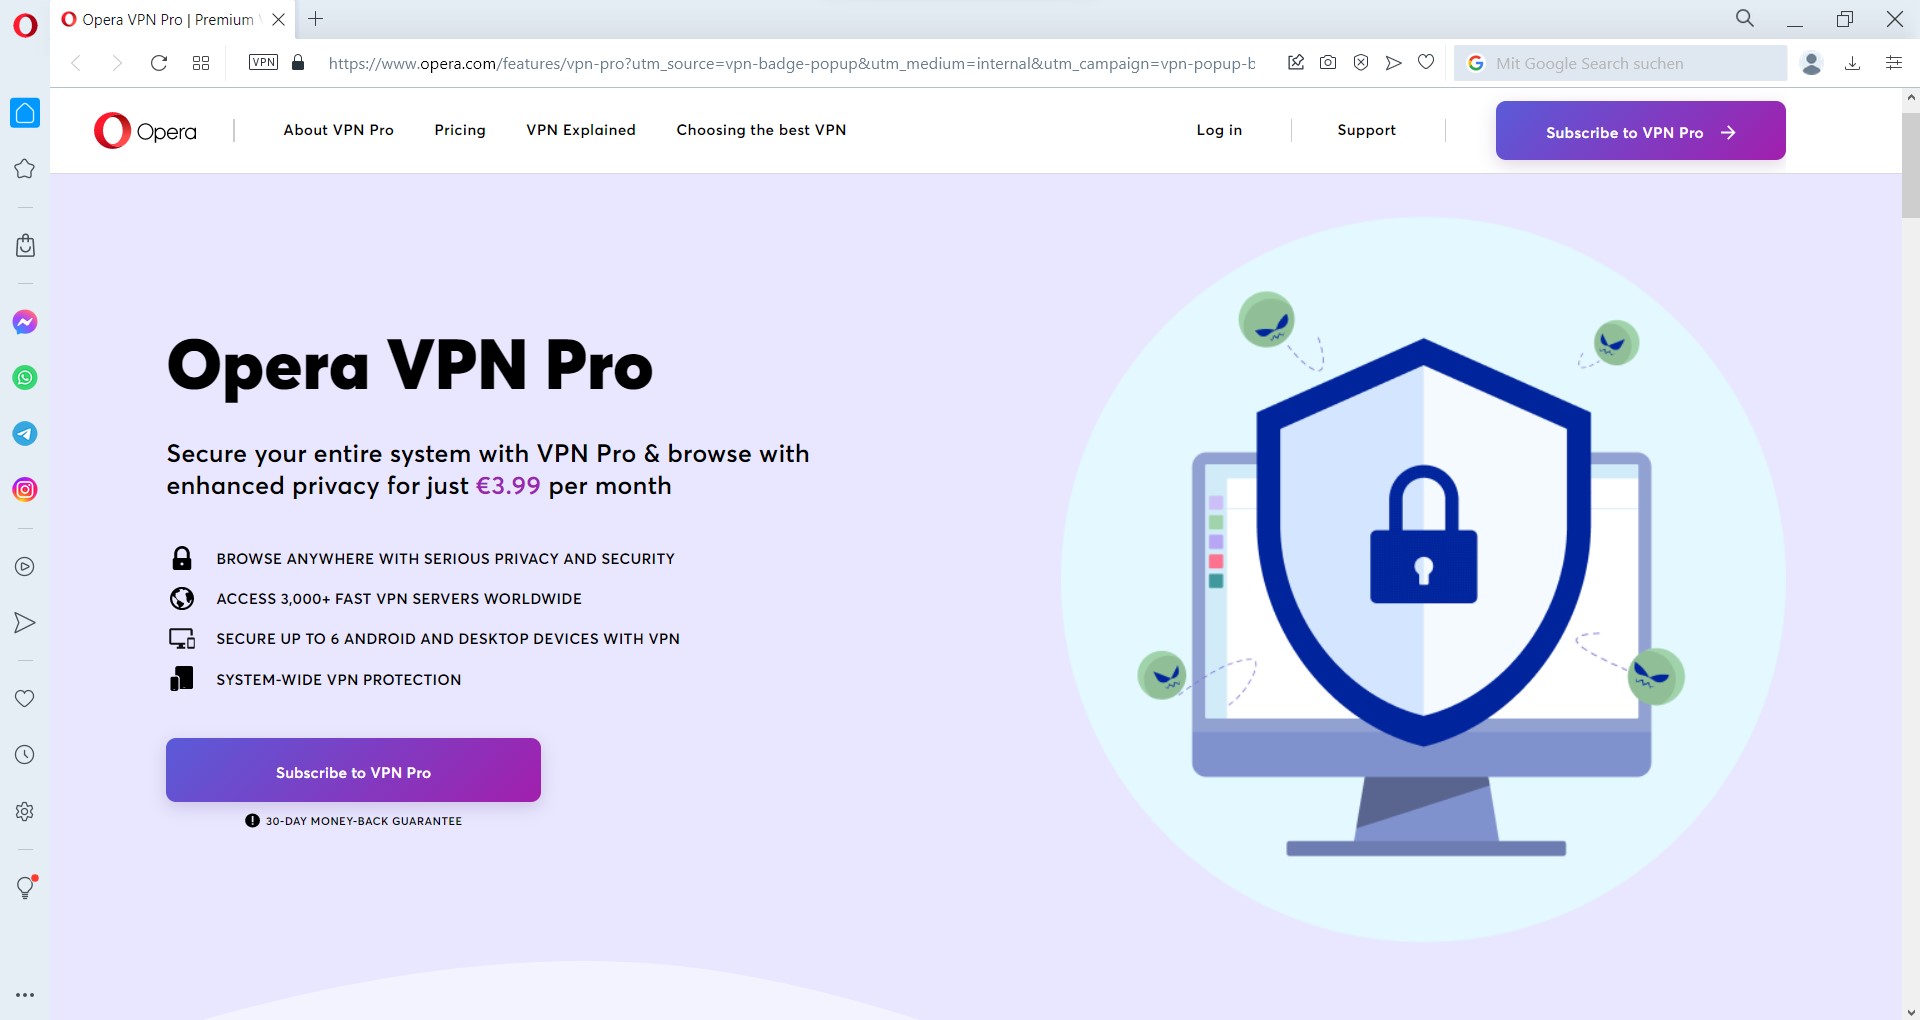 Opera VPN Pro | Premium
VPN
https://www.opera.com/features/vpn-pro?utm_source=vpn-badge-popup&utm_medium=internal&utm_campaign=vpn-popup-b
Mit Google Search suchen
Opera
About VPN Pro
Pricing
VPN Explained
Choosing the best VPN
Log in
Support
Subscribe to VPN Pro →
Opera VPN Pro
Secure your entire system with VPN Pro & browse with
enhanced privacy for just €3.99 per month
BROWSE ANYWHERE WITH SERIOUS PRIVACY AND SECURITY
ACCESS 3,000+ FAST VPN SERVERS WORLDWIDE
SECURE UP TO 6 ANDROID AND DESKTOP DEVICES WITH VPN
SYSTEM-WIDE VPN PROTECTION
Subscribe to VPN Pro
30-DAY MONEY-BACK GUARANTEE